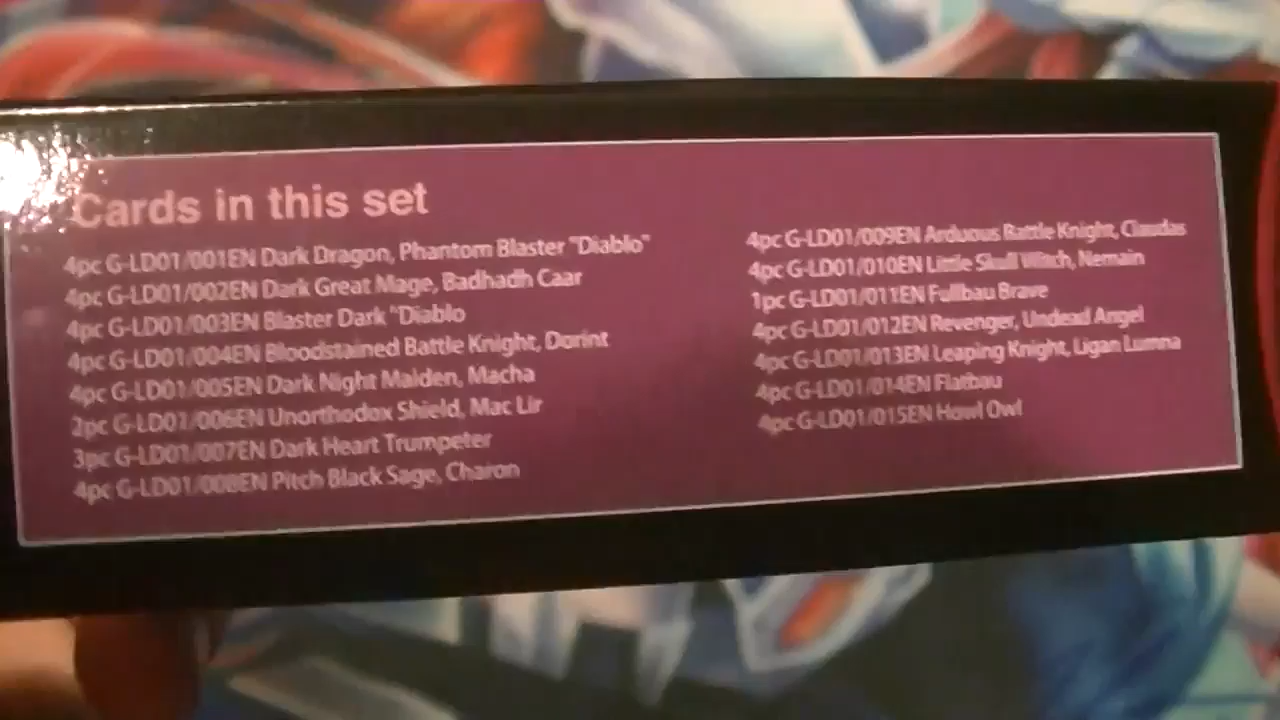 Cards in this set
4pc G-LD01/001EN Dark Dragon, Phantom Blaster "Diablo"
4pc G-LD01/002EN Dark Great Mage, Badhadh Caar
4pc G-LD01/003EN Blaster Dark "Diablo
4pc G-LD01/004EN Bloodstained Battle Knight, Dorint
4pc G-LD01/005EN Dark Night Maiden, Macha
2pc G-LD01/006EN Unorthodox Shield, Mac Lir
3pc G-LD01/007EN Dark Heart Trumpeter
4pc G-LD01/008EN Pitch Black Sage, Charon
4pc G-LD01/009EN Arduous Battle Knight, Claudas
4pc G-LD01/010EN Little Skull Witch, Nemain
1pc G-LD01/011EN Fullbau Brave
4pc G-LD01/012EN Revenger, Undead Angel
4pc G-LD01/013EN Leaping Knight, Ligan Lumna
4pc G-LD01/014EN Flatbau
4pc G-LD01/015EN Howl Owl